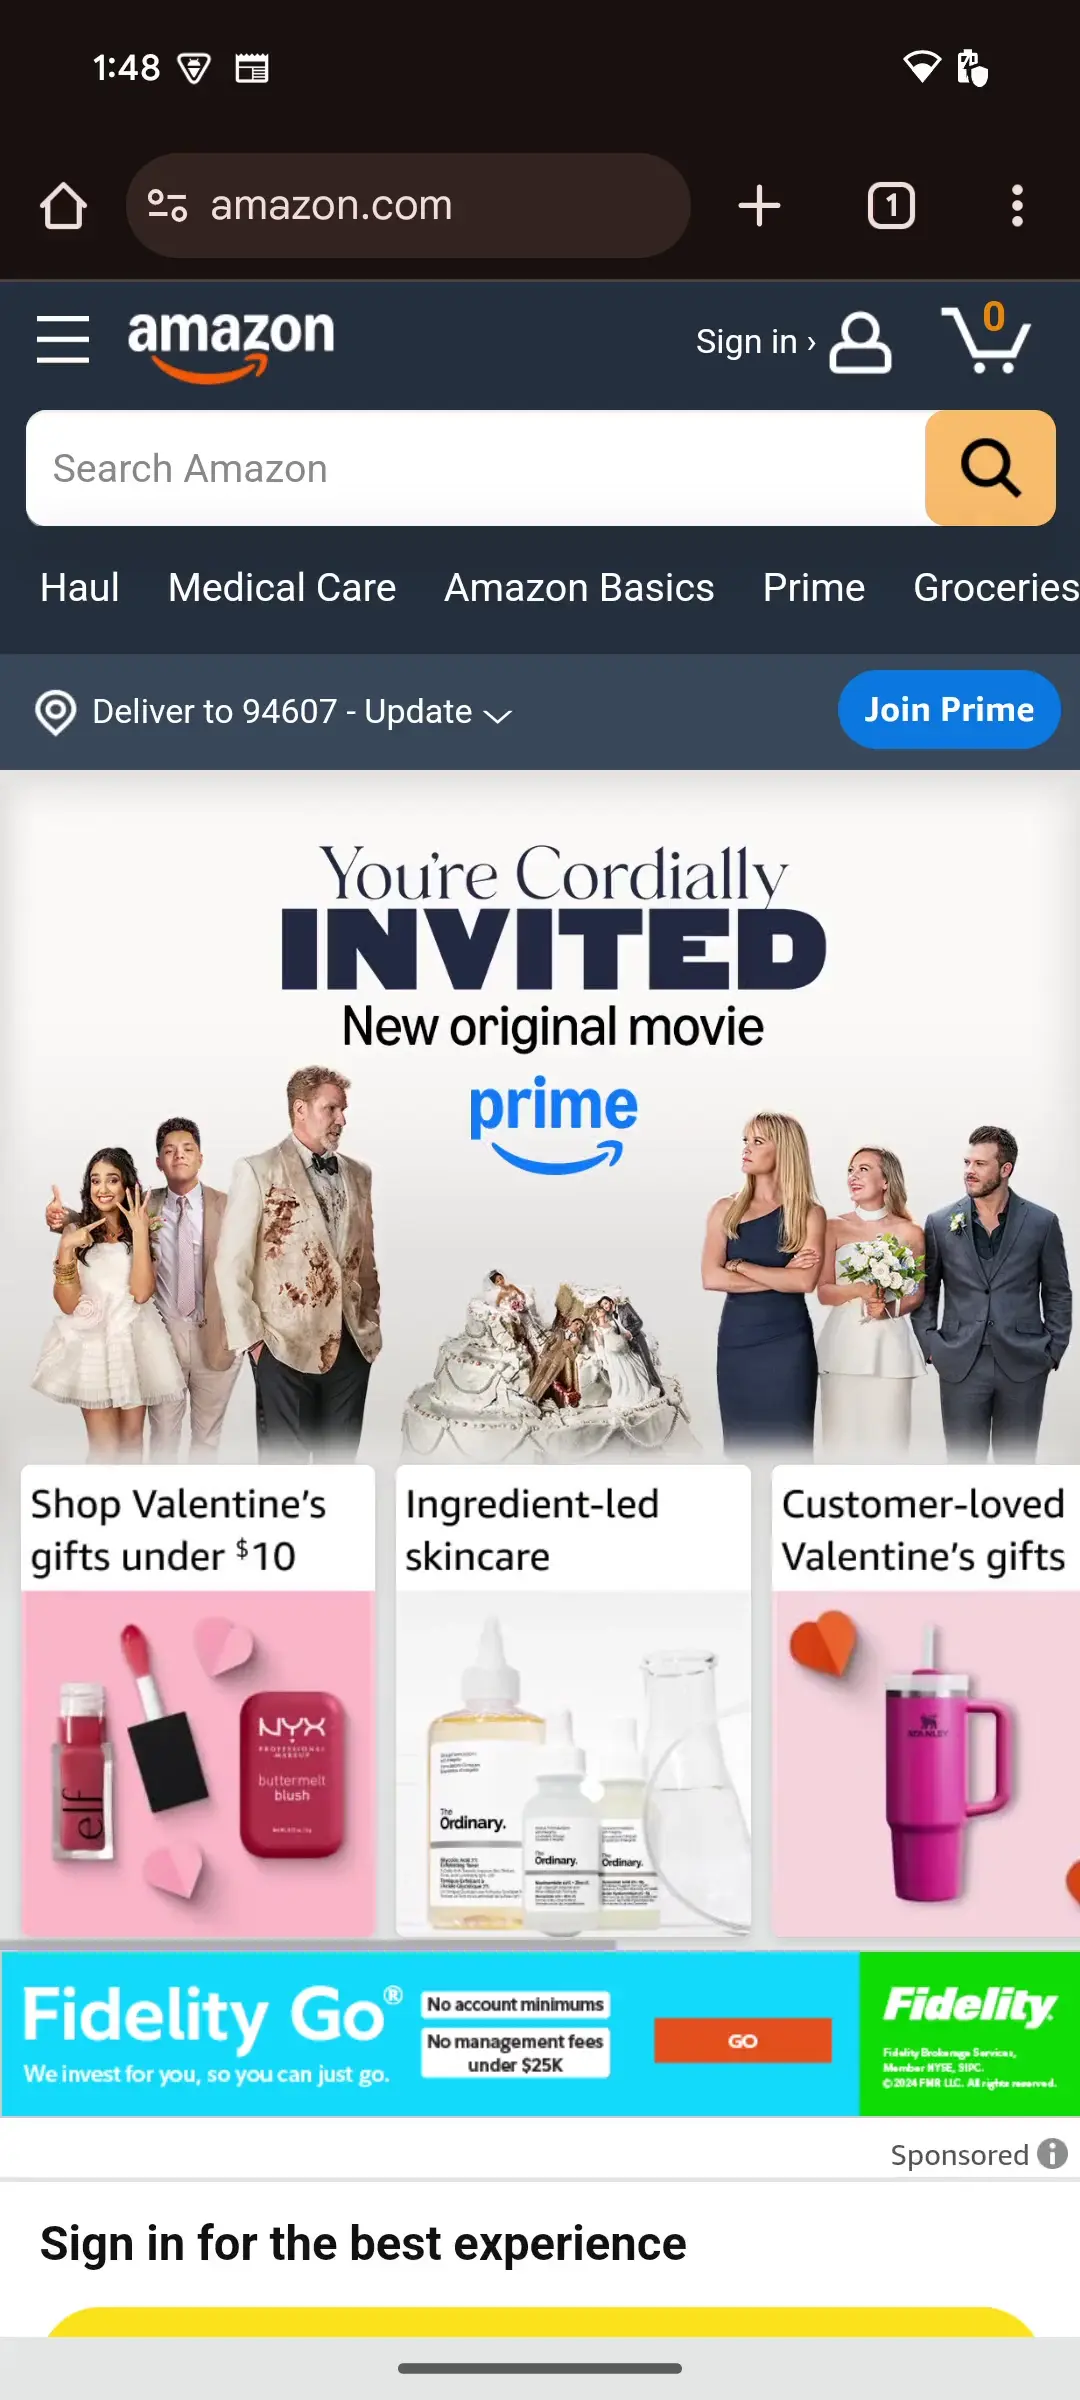 1:48
amazon.com
1
amazon
Sign in ›
0
Search Amazon
Haul Medical Care Amazon Basics Prime Groceries
Deliver to 94607 - Update
Join Prime
You're Cordially
INVITED
New original movie
prime
Shop Valentine's
gifts under $10
Ingredient-led
skincare
Customer-loved
Valentine's gifts
elf
NYX
PROFESSIONAL
MAKEUP
buttermelt
blush
The
Ordinary.
Ordinary.
Ordinary.
STANLEY
Fidelity Go®
We invest for you, so you can just go.
No account minimums
No management fees
under $25K
GO
Fidelity
Fidelity Brokerage Services,
Member NYSE, SIPC.
©2024 FMR LLC. All rights reserved.
Sponsored
Sign in for the best experience